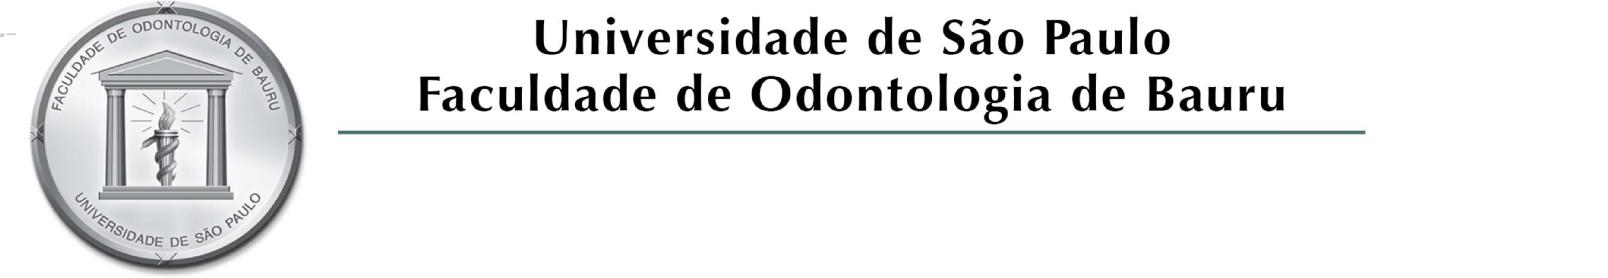 FACULDADE DE ODONTOLOGIA DE BAURU
UNIVERSIDADE DE SÃO PAULO
Universidade de São Paulo
Faculdade de Odontologia de Bauru